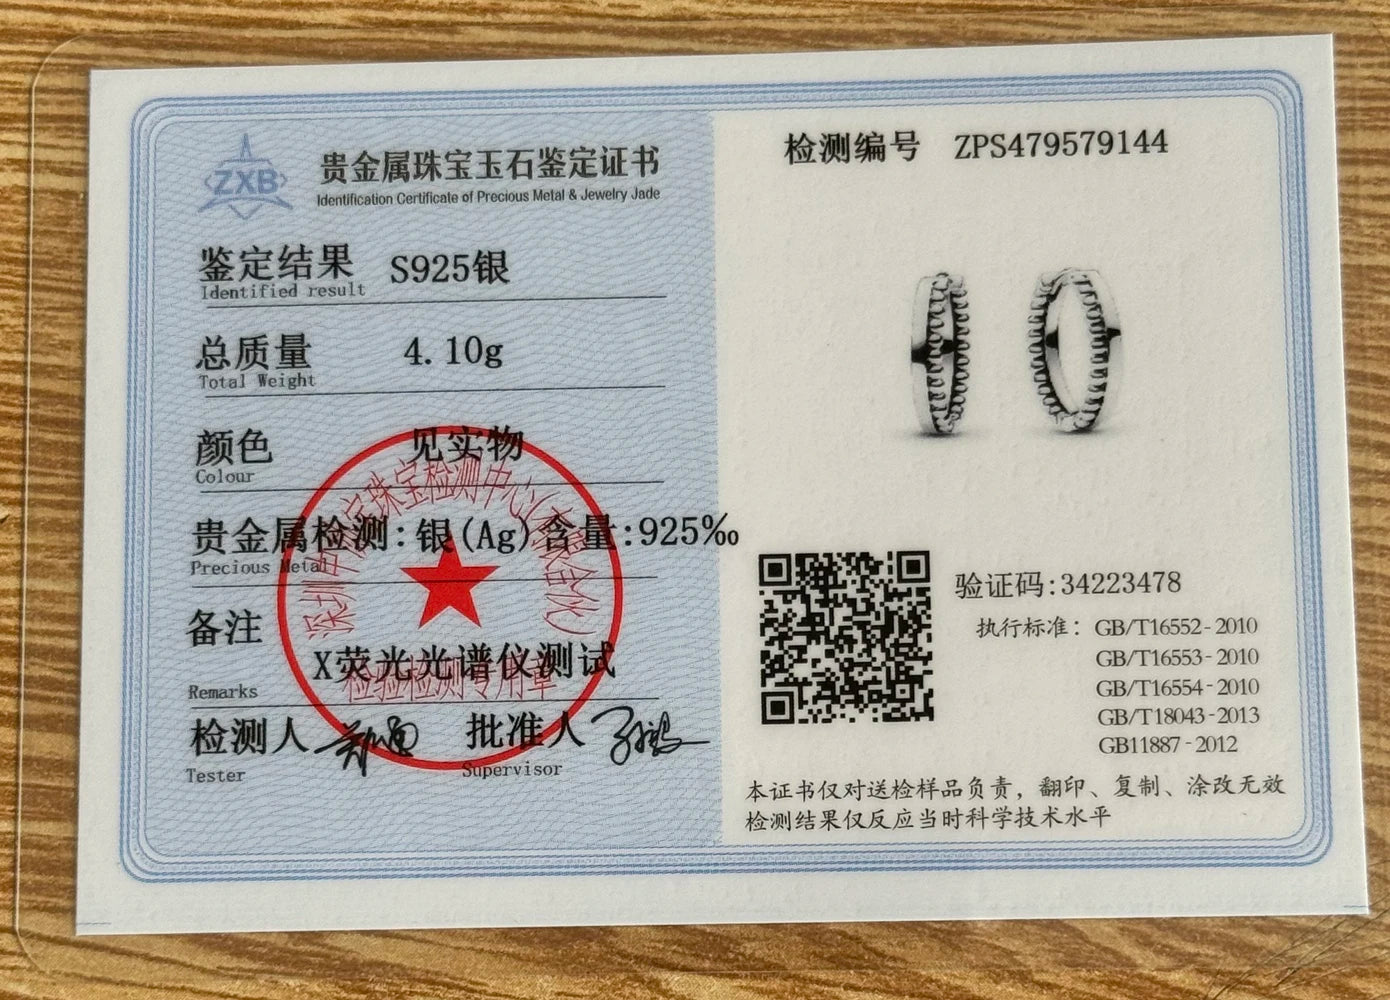 ZXB
贵金属珠宝玉石鉴定证书
Identification Certificate of Precious Metal & Jewelry Jade
鉴定结果 S925银
Identified result
总质量 4.10g
Total Weight
颜色 见实物
Colour
贵金属检测:银(Ag)含量:925‰
Precious Metal
备注
X荧光光谱仪测试
Remarks
检测人 批准人
Tester Supervisor
检验检测专用章
检测编号 ZPS479579144
验证码:34223478
执行标准: GB/T16552-2010
GB/T16553-2010
GB/T16554-2010
GB/T18043-2013
GB11887-2012
本证书仅对送检样品负责，翻印、复制、涂改无效
检测结果仅反应当时科学技术水平